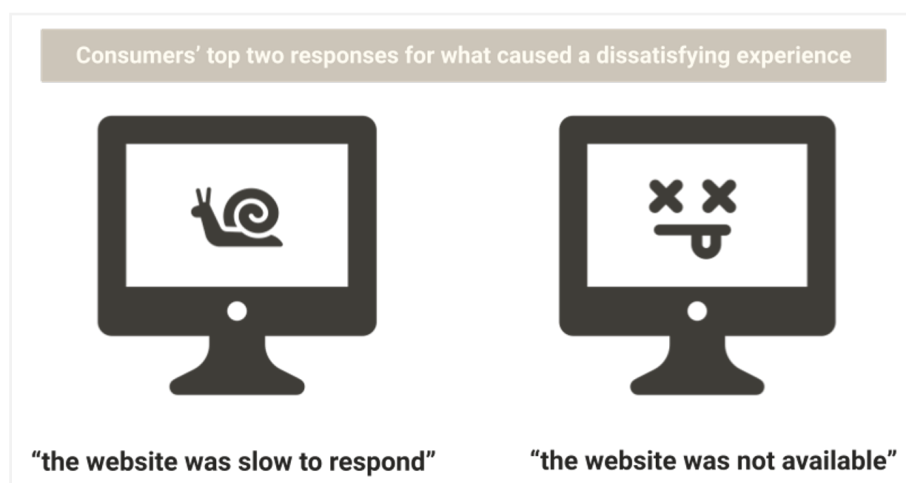 Consumers’ top two responses for what caused a dissatisfying experience
“the website was slow to respond”
“the website was not available”